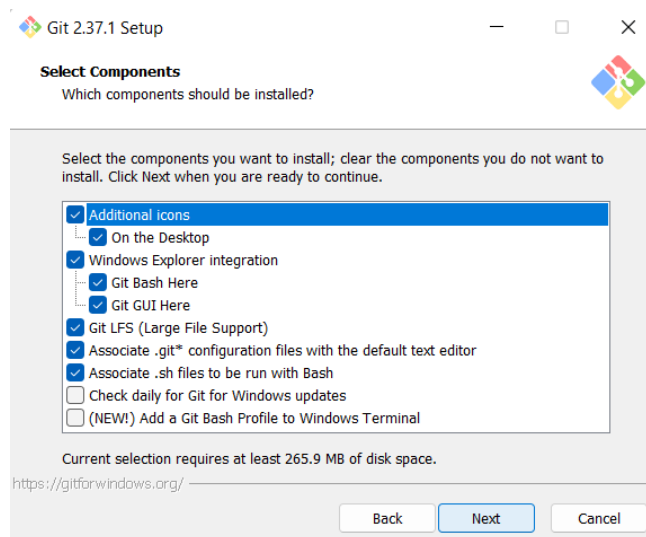 Git 2.37.1 Setup
Select Components
Which components should be installed?
Select the components you want to install; clear the components you do not want to
install. Click Next when you are ready to continue.
Additional icons
On the Desktop
Windows Explorer integration
Git Bash Here
Git GUI Here
Git LFS (Large File Support)
Associate .git* configuration files with the default text editor
Associate .sh files to be run with Bash
Check daily for Git for Windows updates
(NEW!) Add a Git Bash Profile to Windows Terminal
Current selection requires at least 265.9 MB of disk space.
https://gitforwindows.org/
Back Next Cancel